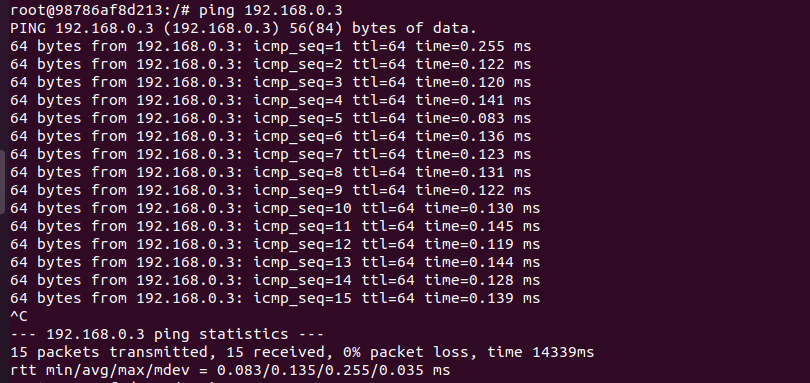 root@98786af8d213:/# ping 192.168.0.3
PING 192.168.0.3 (192.168.0.3) 56(84) bytes of data.
64 bytes from 192.168.0.3: icmp_seq=1 ttl=64 time=0.255 ms
64 bytes from 192.168.0.3: icmp_seq=2 ttl=64 time=0.122 ms
64 bytes from 192.168.0.3: icmp_seq=3 ttl=64 time=0.120 ms
64 bytes from 192.168.0.3: icmp_seq=4 ttl=64 time=0.141 ms
64 bytes from 192.168.0.3: icmp_seq=5 ttl=64 time=0.083 ms
64 bytes from 192.168.0.3: icmp_seq=6 ttl=64 time=0.136 ms
64 bytes from 192.168.0.3: icmp_seq=7 ttl=64 time=0.123 ms
64 bytes from 192.168.0.3: icmp_seq=8 ttl=64 time=0.131 ms
64 bytes from 192.168.0.3: icmp_seq=9 ttl=64 time=0.122 ms
64 bytes from 192.168.0.3: icmp_seq=10 ttl=64 time=0.130 ms
64 bytes from 192.168.0.3: icmp_seq=11 ttl=64 time=0.145 ms
64 bytes from 192.168.0.3: icmp_seq=12 ttl=64 time=0.119 ms
64 bytes from 192.168.0.3: icmp_seq=13 ttl=64 time=0.144 ms
64 bytes from 192.168.0.3: icmp_seq=14 ttl=64 time=0.128 ms
64 bytes from 192.168.0.3: icmp_seq=15 ttl=64 time=0.139 ms
^C
--- 192.168.0.3 ping statistics ---
15 packets transmitted, 15 received, 0% packet loss, time 14339ms
rtt min/avg/max/mdev = 0.083/0.135/0.255/0.035 ms